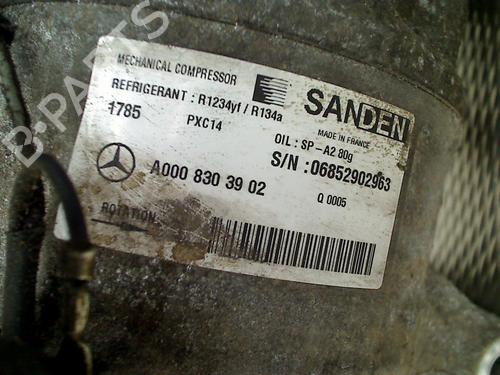 B-PARTS
MECHANICAL COMPRESSOR
REFRIGERANT : R1234yf / R134a
SANDEN
MADE IN FRANCE
1785 PXC14
OIL : SP-A2 80g
S/N : 06852902963
A000 830 39 02
Q 0005
ROTATION